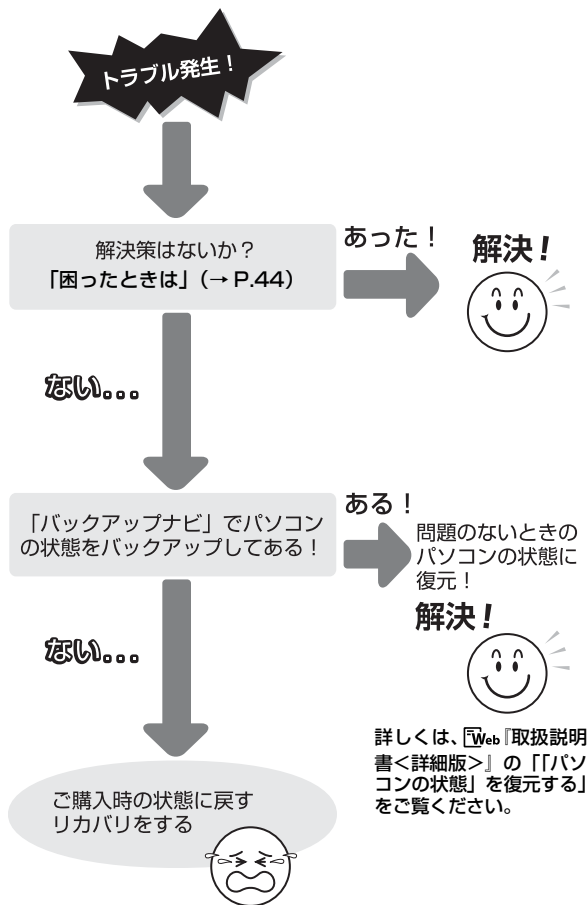 トラブル発生！
解決策はないか？
「困ったときは」（→ P.44）
あった！
解決！
ない...
「バックアップナビ」でパソコン
の状態をバックアップしてある！
ある！
問題のないときの
パソコンの状態に
復元！
解決！
詳しくは、Web『取扱説明
書＜詳細版＞』の「「パソ
コンの状態」を復元する」
をご覧ください。
ない...
ご購入時の状態に戻す
リカバリをする